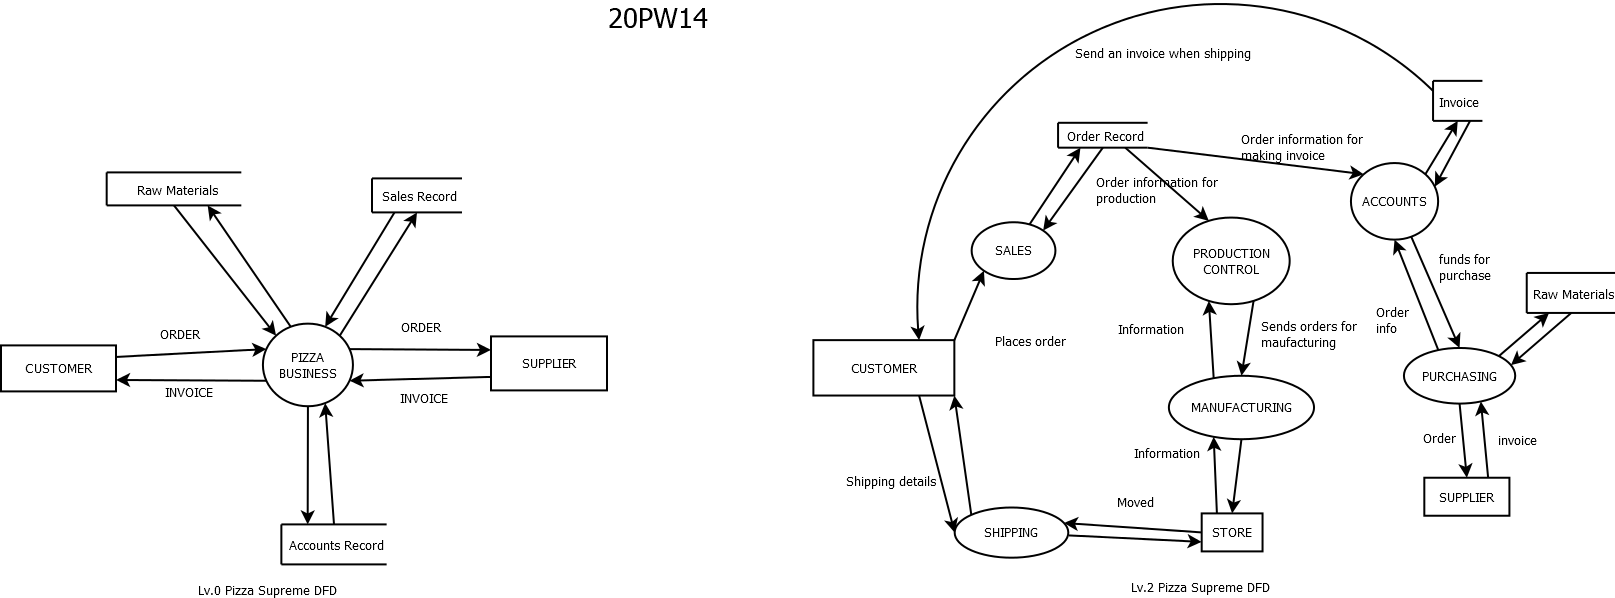 20PW14
Raw Materials
Sales Record
ORDER
ORDER
CUSTOMER
PIZZA
BUSINESS
SUPPLIER
INVOICE
INVOICE
Accounts Record
Lv.0 Pizza Supreme DFD
Send an invoice when shipping
Invoice
Order Record
Order information for
making invoice
Order information for
production
ACCOUNTS
SALES
PRODUCTION
CONTROL
funds for
purchase
Raw Materials
Order
info
Information
Sends orders for
maufacturing
Places order
CUSTOMER
PURCHASING
MANUFACTURING
Order
invoice
Information
Shipping details
Moved
SUPPLIER
SHIPPING
STORE
Lv.2 Pizza Supreme DFD